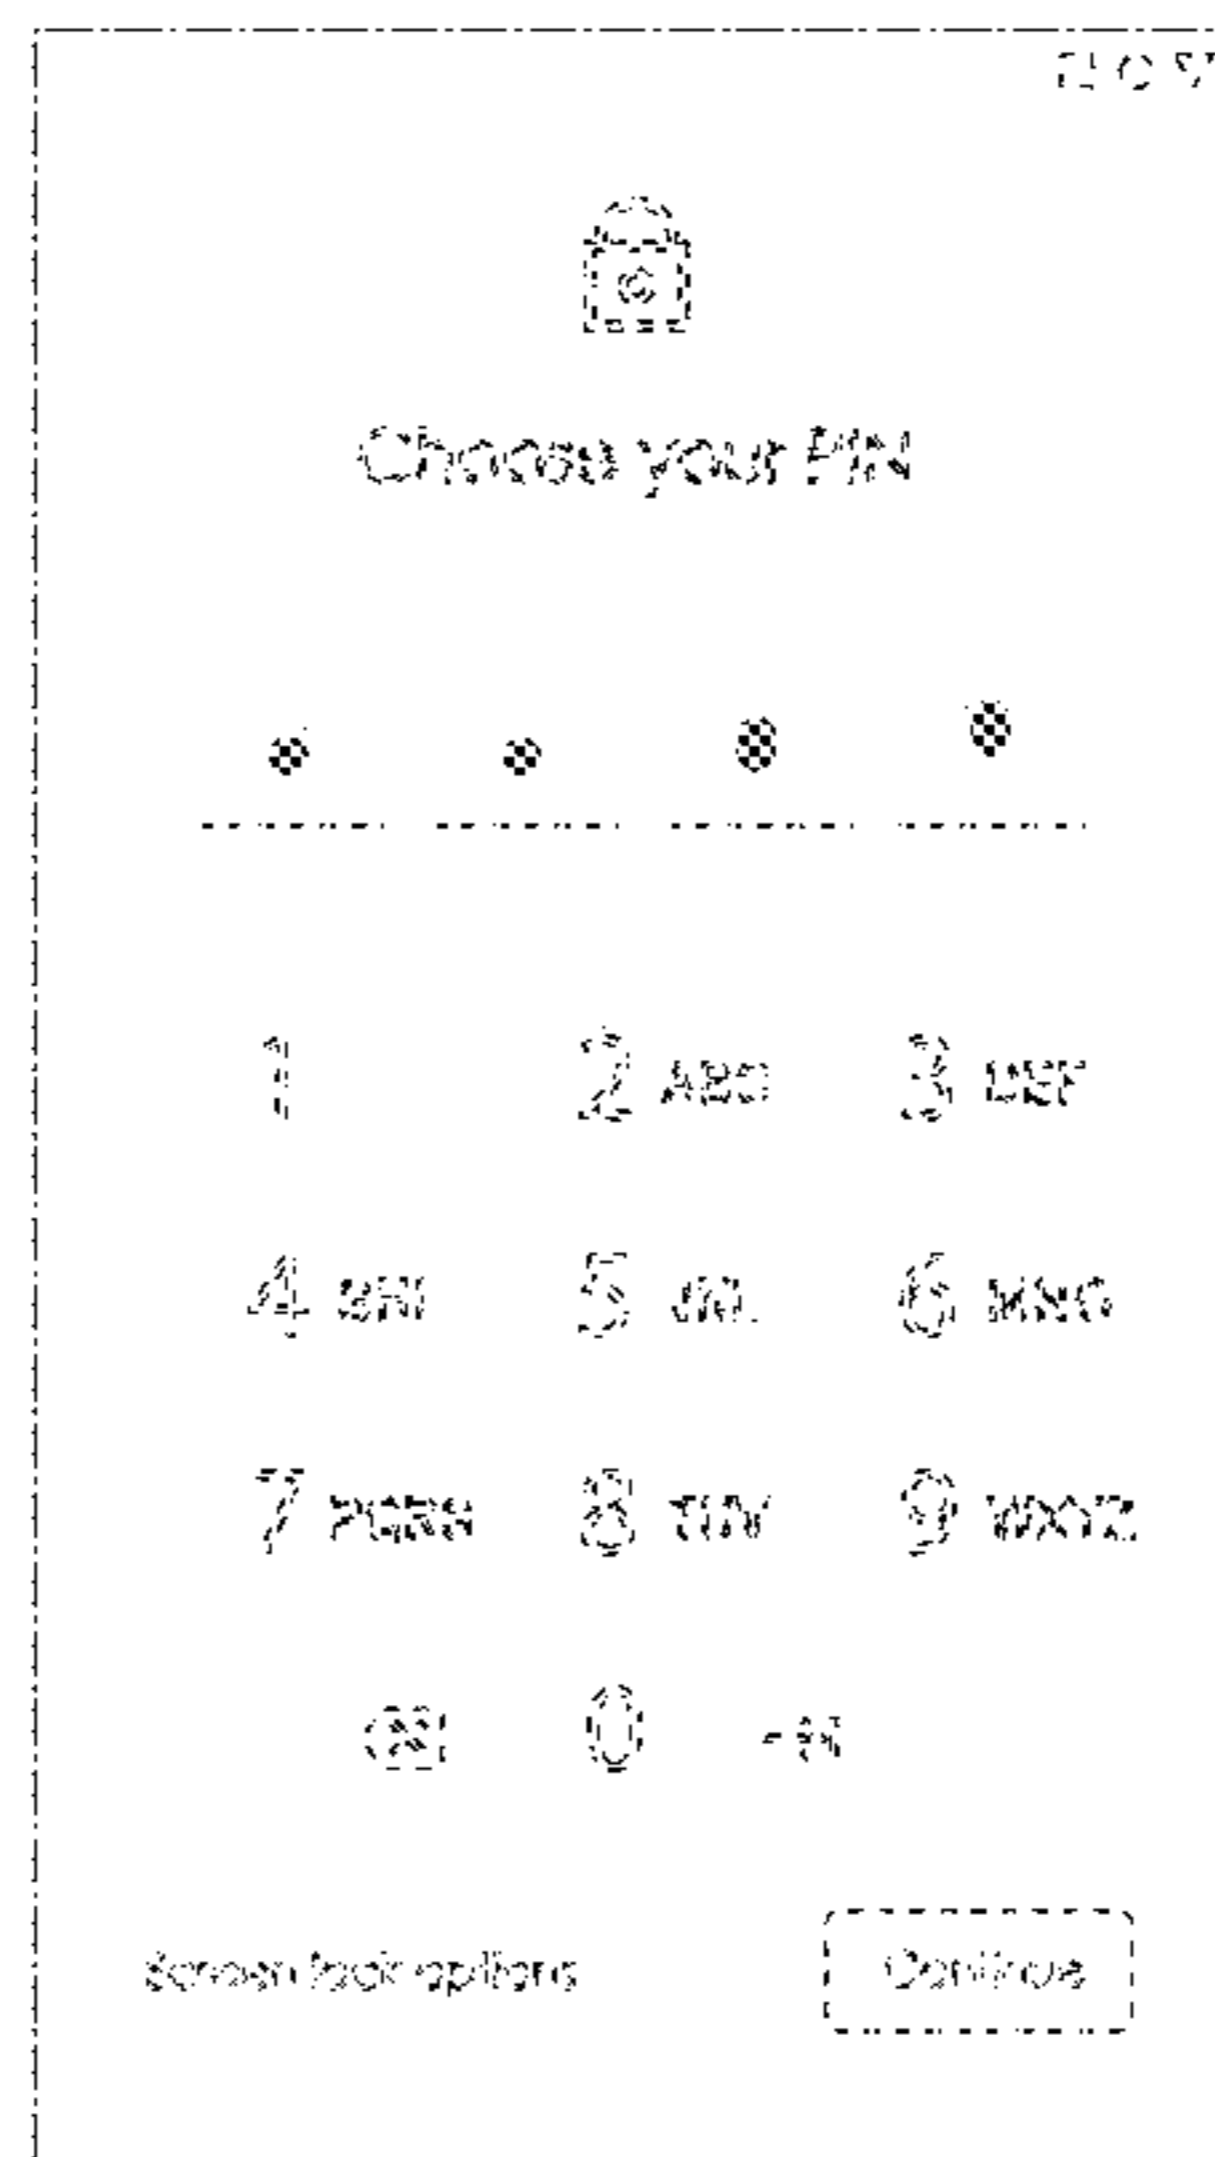 Choose your PIN
1 2 ABC 3 DEF
4 GHI 5 JKL 6 MNO
7 PQRS 8 TUV 9 WXYZ
0
Screen lock options Continue